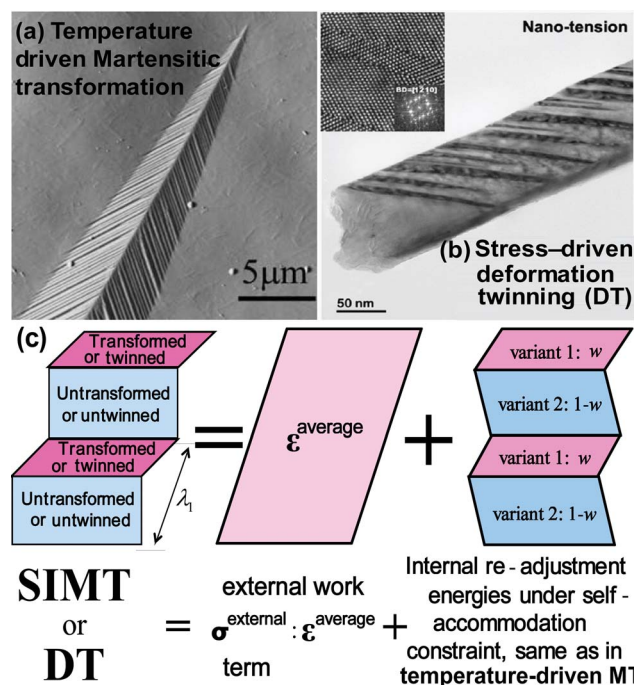 (a) Temperature
driven Martensitic
transformation
5μm
Nano-tension
BD=[1210]
(b) Stress–driven
deformation
twinning (DT)
50 nm
(c)
Transformed
or twinned
Untransformed
or untwinned
Transformed
or twinned
Untransformed
or untwinned
λ₁
=
ε^average
+
variant 1: w
variant 2: 1-w
variant 1: w
variant 2: 1-w
SIMT
or
DT
=
external work
σ^external : ε^average
term
+
Internal re - adjustment
energies under self -
accommodation
constraint, same as in
temperature-driven MT